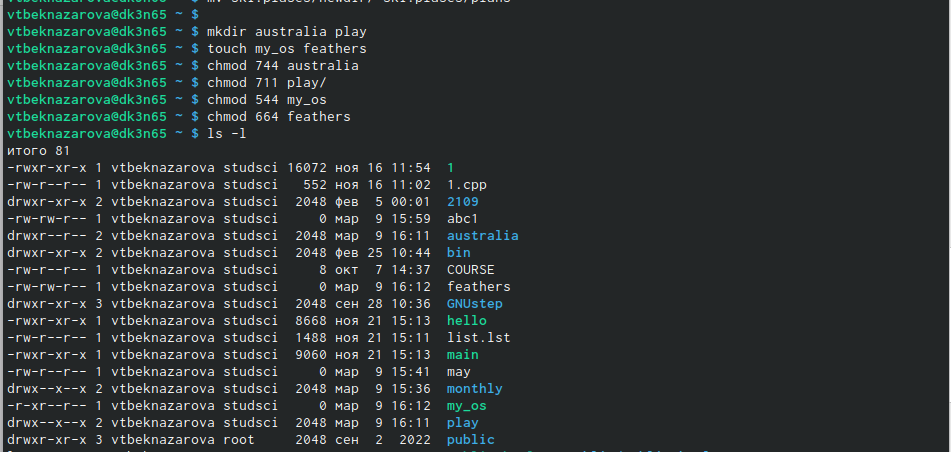 mv ski.plases/newdir/ ski.plases/plans
vtbeknazarova@dk3n65 ~ $
vtbeknazarova@dk3n65 ~ $ mkdir australia play
vtbeknazarova@dk3n65 ~ $ touch my_os feathers
vtbeknazarova@dk3n65 ~ $ chmod 744 australia
vtbeknazarova@dk3n65 ~ $ chmod 711 play/
vtbeknazarova@dk3n65 ~ $ chmod 544 my_os
vtbeknazarova@dk3n65 ~ $ chmod 664 feathers
vtbeknazarova@dk3n65 ~ $ ls -l
итого 81
-rwxr-xr-x 1 vtbeknazarova studsci 16072 ноя 16 11:54 1
-rw-r--r-- 1 vtbeknazarova studsci 552 ноя 16 11:02 1.cpp
drwxr-xr-x 2 vtbeknazarova studsci 2048 фев 5 00:01 2109
-rw-rw-r-- 1 vtbeknazarova studsci 0 мар 9 15:59 abc1
drwxr--r-- 2 vtbeknazarova studsci 2048 мар 9 16:11 australia
drwxr-xr-x 2 vtbeknazarova studsci 2048 фев 25 10:44 bin
-rw-r--r-- 1 vtbeknazarova studsci 8 окт 7 14:37 COURSE
-rw-rw-r-- 1 vtbeknazarova studsci 0 мар 9 16:12 feathers
drwxr-xr-x 3 vtbeknazarova studsci 2048 сен 28 10:36 GNUstep
-rwxr-xr-x 1 vtbeknazarova studsci 8668 ноя 21 15:13 hello
-rw-r--r-- 1 vtbeknazarova studsci 1488 ноя 21 15:11 list.lst
-rwxr-xr-x 1 vtbeknazarova studsci 9060 ноя 21 15:13 main
-rw-r--r-- 1 vtbeknazarova studsci 0 мар 9 15:41 may
drwx--x--x 2 vtbeknazarova studsci 2048 мар 9 15:36 monthly
-r-xr--r-- 1 vtbeknazarova studsci 0 мар 9 16:12 my_os
drwx--x--x 2 vtbeknazarova studsci 2048 мар 9 16:11 play
drwxr-xr-x 3 vtbeknazarova root 2048 сен 2 2022 public